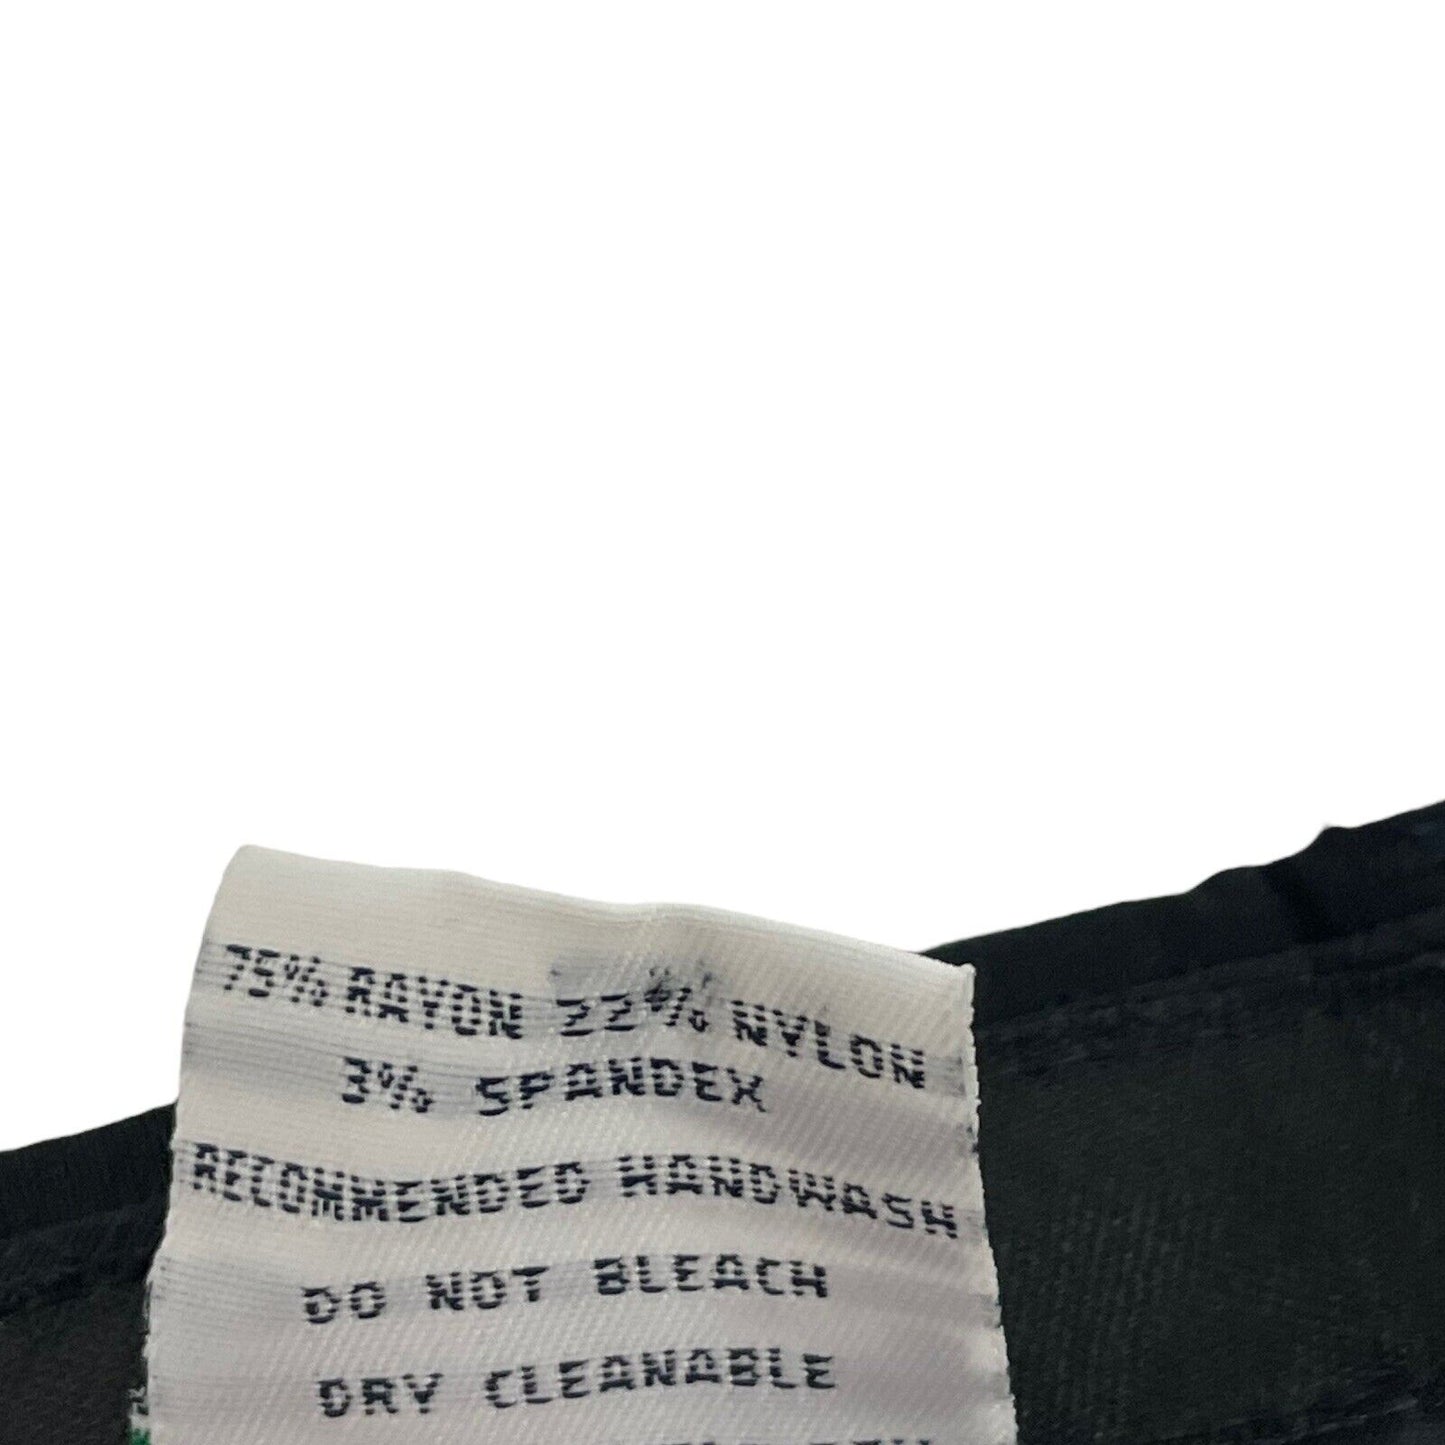 75% RAYON 22% NYLON
3% SPANDEX
RECOMMENDED HANDWASH
DO NOT BLEACH
DRY CLEANABLE